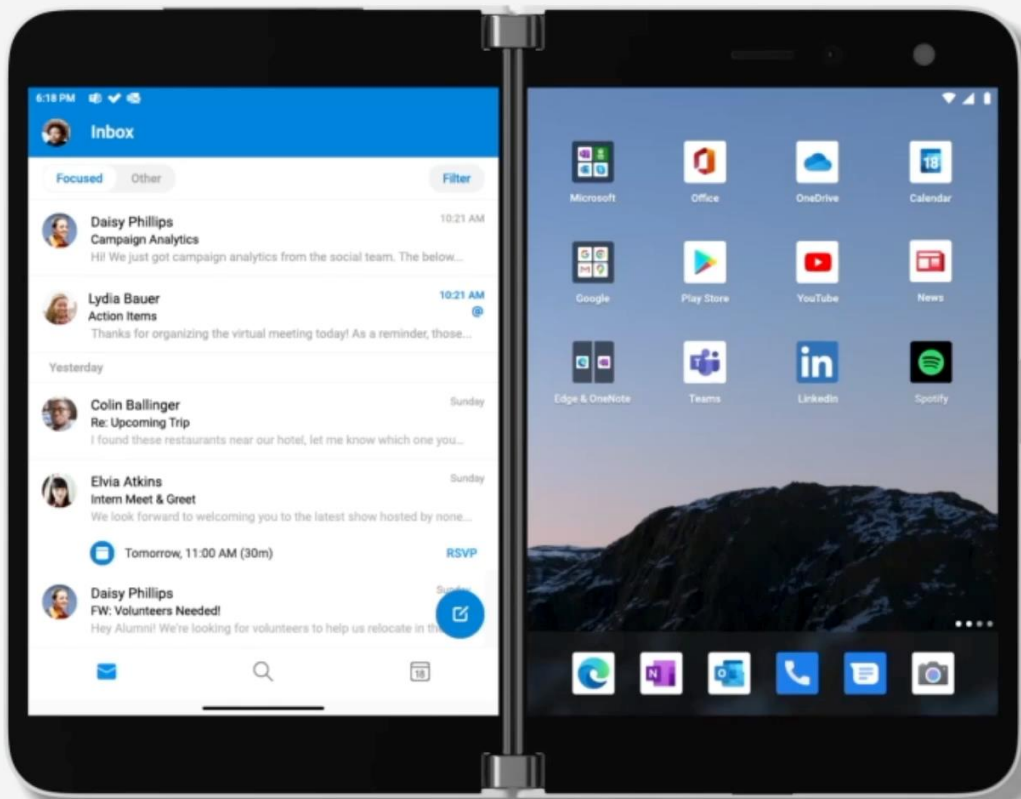 6:18 PM
Inbox
Focused Other Filter
Daisy Phillips 10:21 AM
Campaign Analytics
Hi! We just got campaign analytics from the social team. The below...
Lydia Bauer 10:21 AM
Action Items @
Thanks for organizing the virtual meeting today! As a reminder, those...
Yesterday
Colin Ballinger Sunday
Re: Upcoming Trip
I found these restaurants near our hotel, let me know which one you...
Elvia Atkins Sunday
Intern Meet & Greet
We look forward to welcoming you to the latest show hosted by none...
Tomorrow, 11:00 AM (30m) RSVP
Daisy Phillips Sunday
FW: Volunteers Needed!
Hey Alumni! We're looking for volunteers to help us relocate in
18
18
Microsoft Office OneDrive Calendar
Google Play Store YouTube News
in
Edge & OneNote Teams LinkedIn Spotify